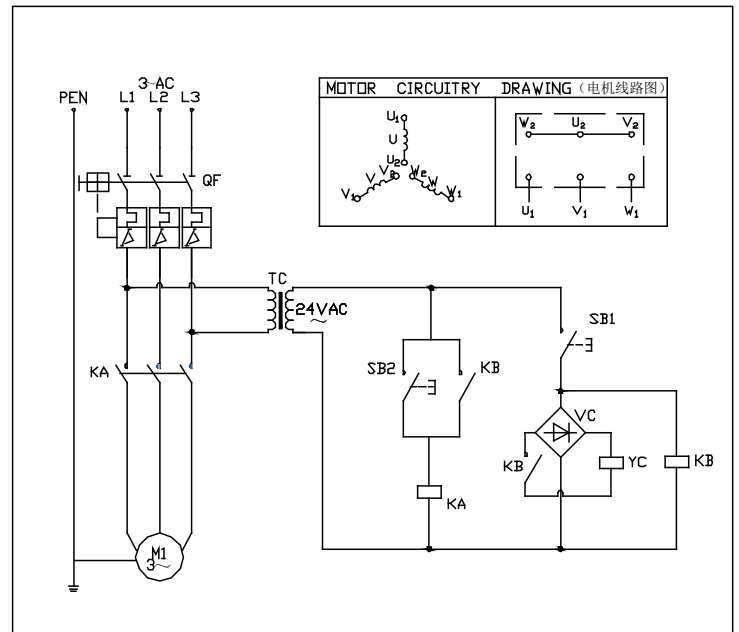 3~AC
PEN L1 L2 L3
QF
KA
M1
3~
MOTOR CIRCUITRY DRAWING（电机线路图）
U1
U
U2
V V2 W2 W
V1 W1
W2 U2 V2
U1 V1 W1
TC
24VAC
~
SB1
SB2 KB
VC
KB YC KB
KA